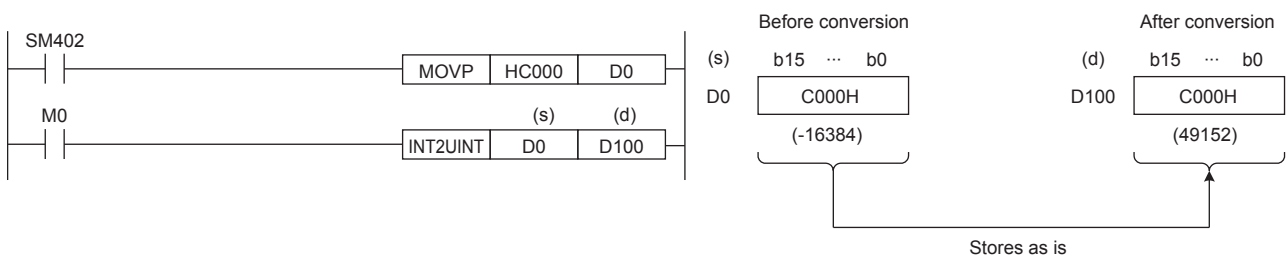 SM402
MOVP HC000 D0
M0
(s) (d)
INT2UINT D0 D100
Before conversion
(s) b15 ··· b0
D0 C000H
(-16384)
After conversion
(d) b15 ··· b0
D100 C000H
(49152)
Stores as is